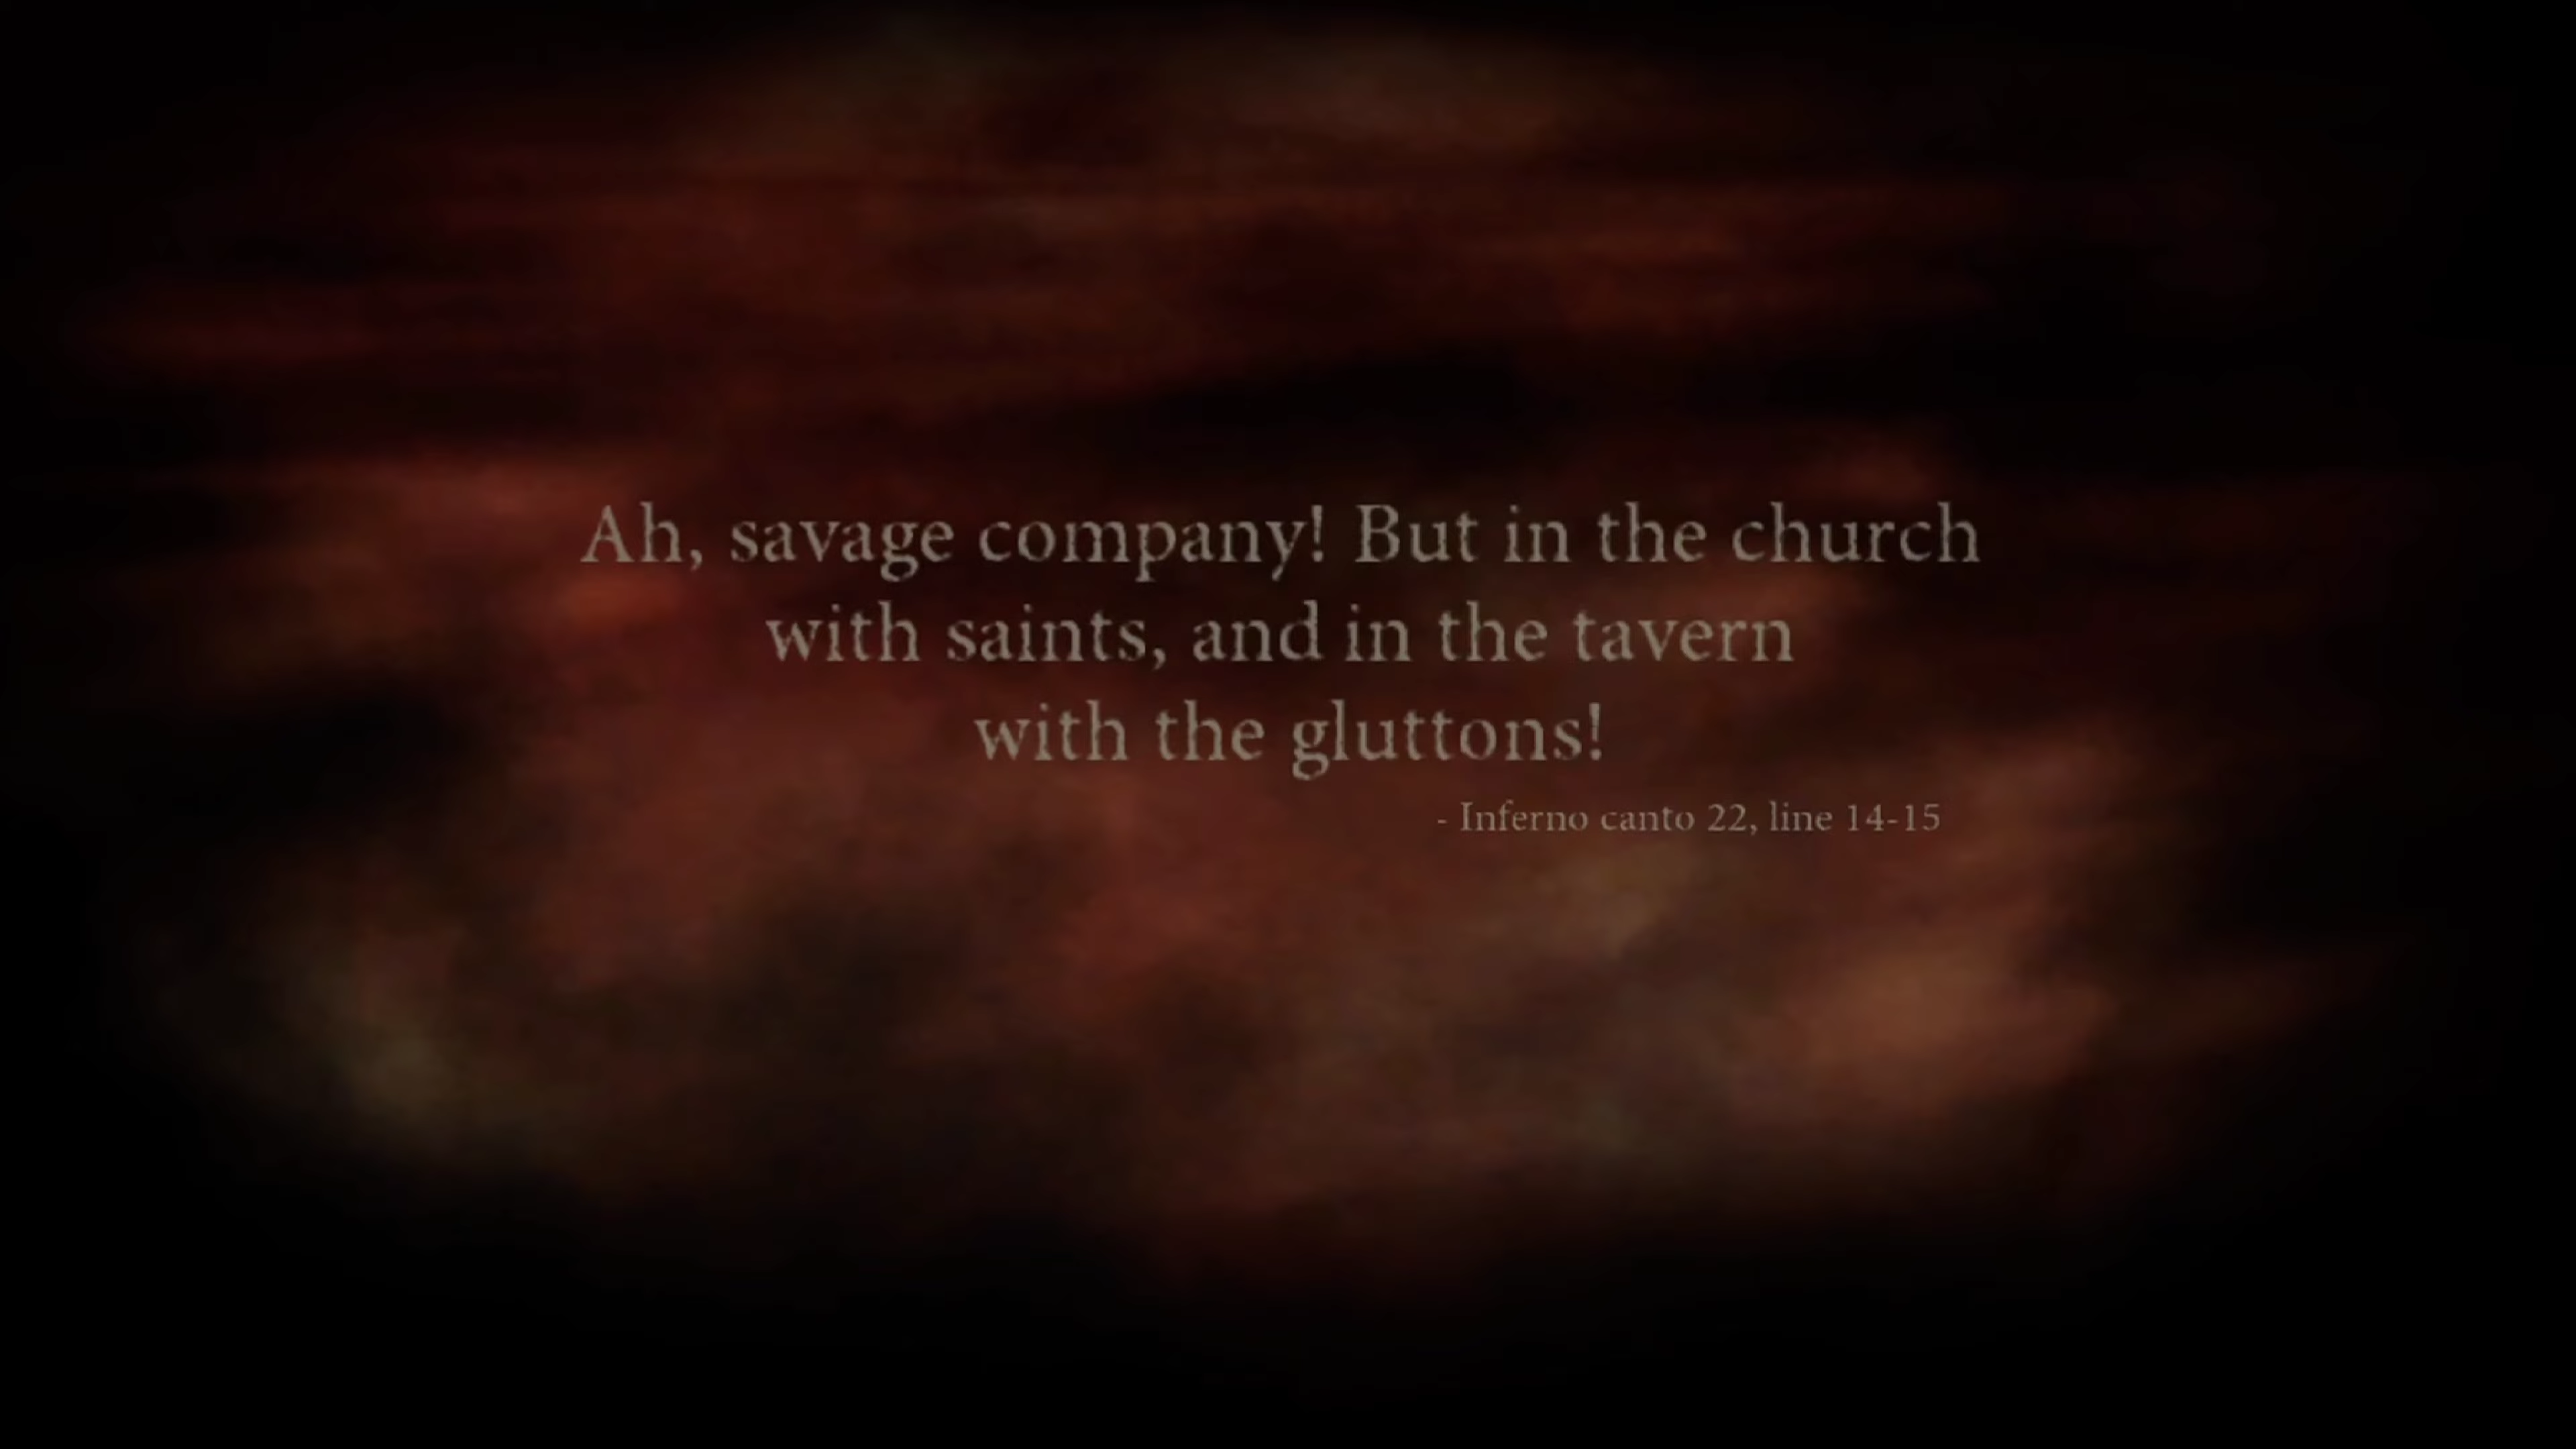 Ah, savage company! But in the church
with saints, and in the tavern
with the gluttons!
- Inferno canto 22, line 14-15